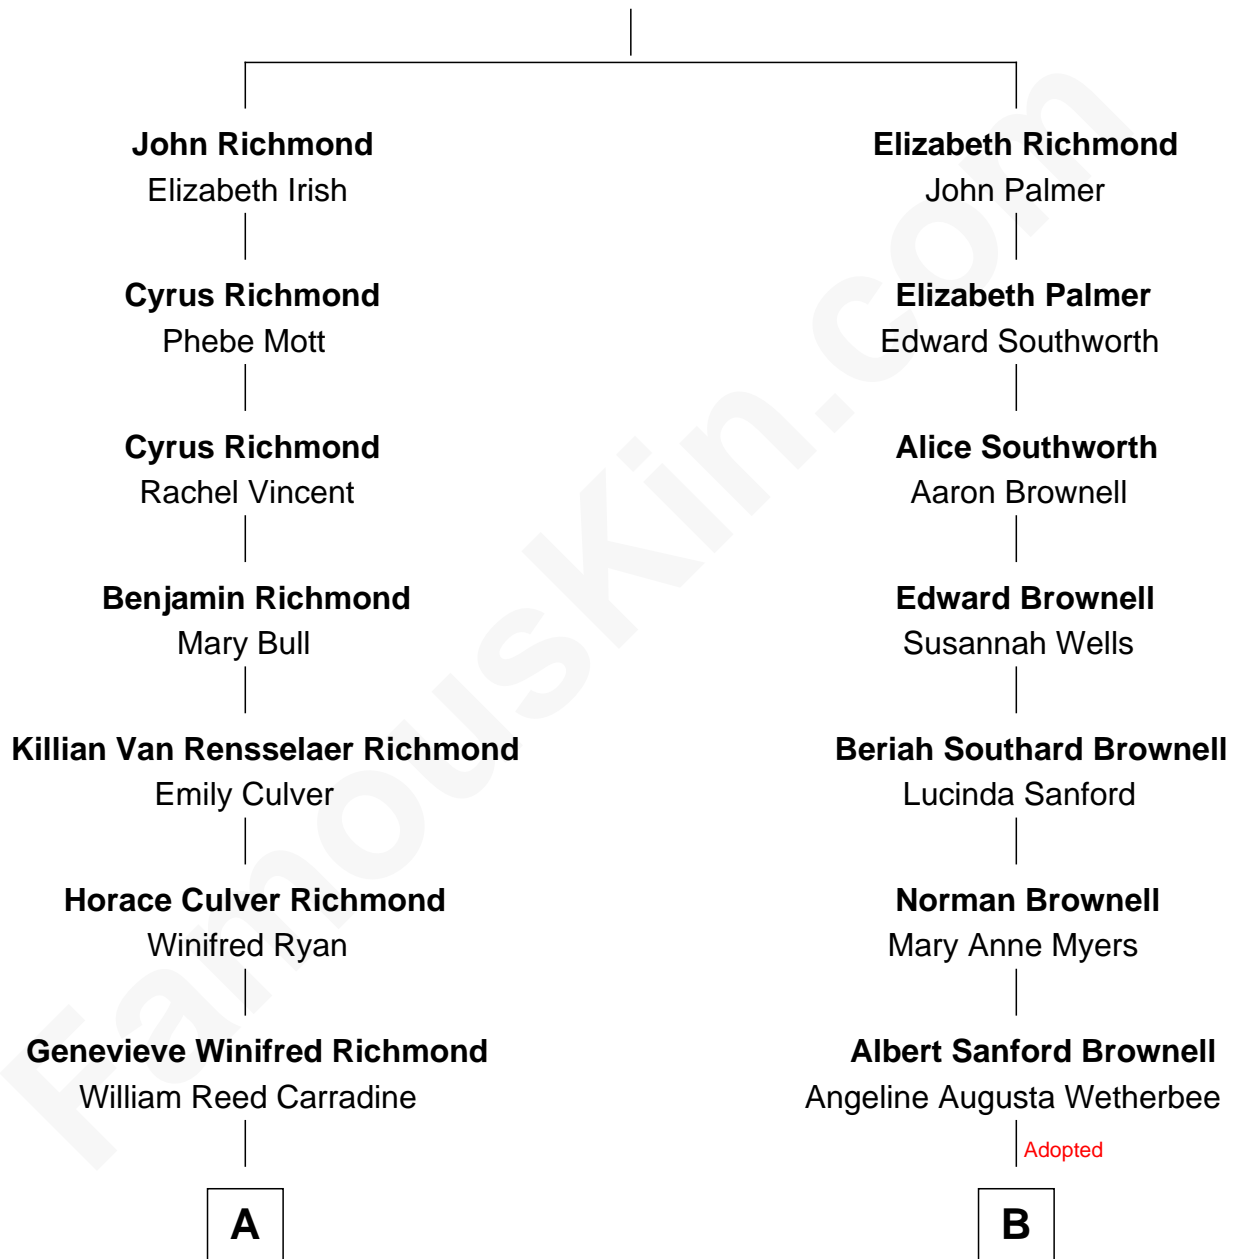 John Richmond
Elizabeth Irish
Cyrus Richmond
Phebe Mott
Cyrus Richmond
Rachel Vincent
Benjamin Richmond
Mary Bull
Killian Van Rensselaer Richmond
Emily Culver
Horace Culver Richmond
Winifred Ryan
Genevieve Winifred Richmond
William Reed Carradine
A
Elizabeth Richmond
John Palmer
Elizabeth Palmer
Edward Southworth
Alice Southworth
Aaron Brownell
Edward Brownell
Susannah Wells
Beriah Southard Brownell
Lucinda Sanford
Norman Brownell
Mary Anne Myers
Albert Sanford Brownell
Angeline Augusta Wetherbee
Adopted
B
FamousKin.com